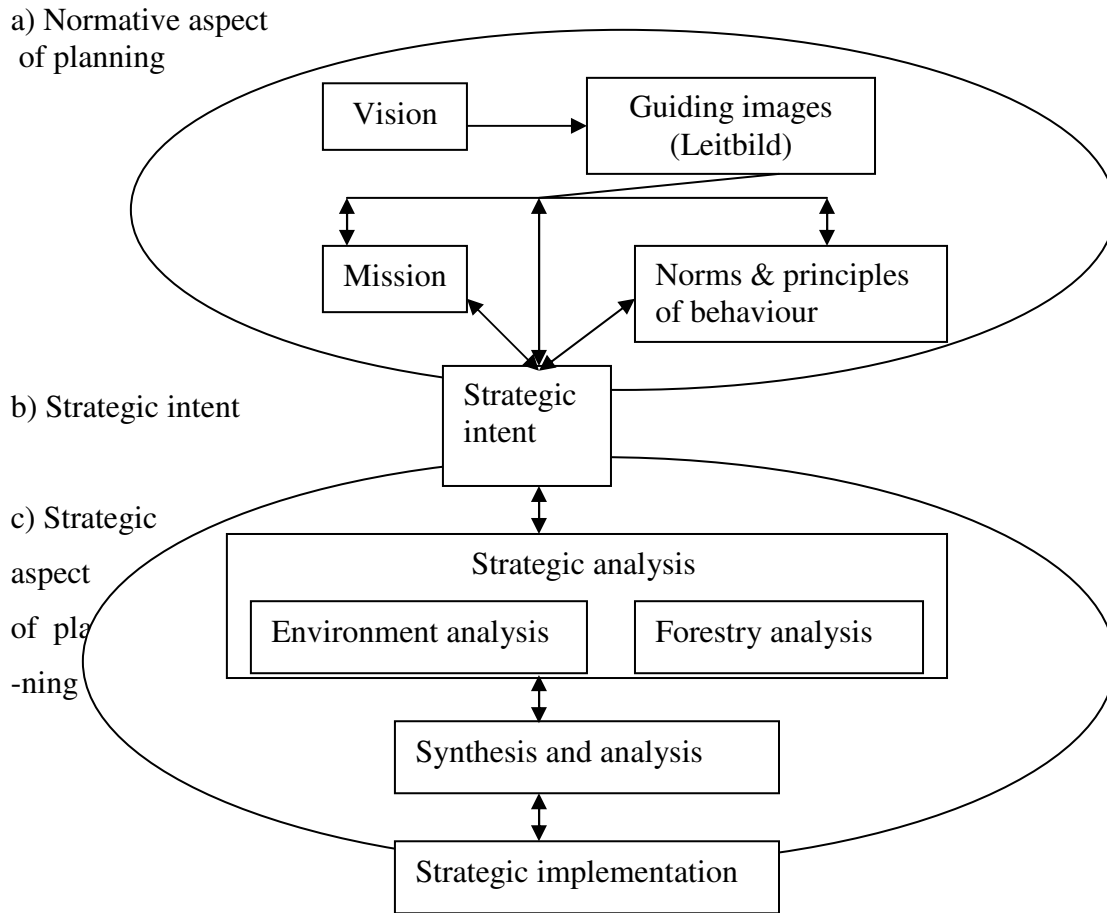 a) Normative aspect
of planning
Vision
Guiding images
(Leitbild)
Mission
Norms & principles
of behaviour
b) Strategic intent
Strategic
intent
c) Strategic
aspect
of pla
-ning
Strategic analysis
Environment analysis
Forestry analysis
Synthesis and analysis
Strategic implementation